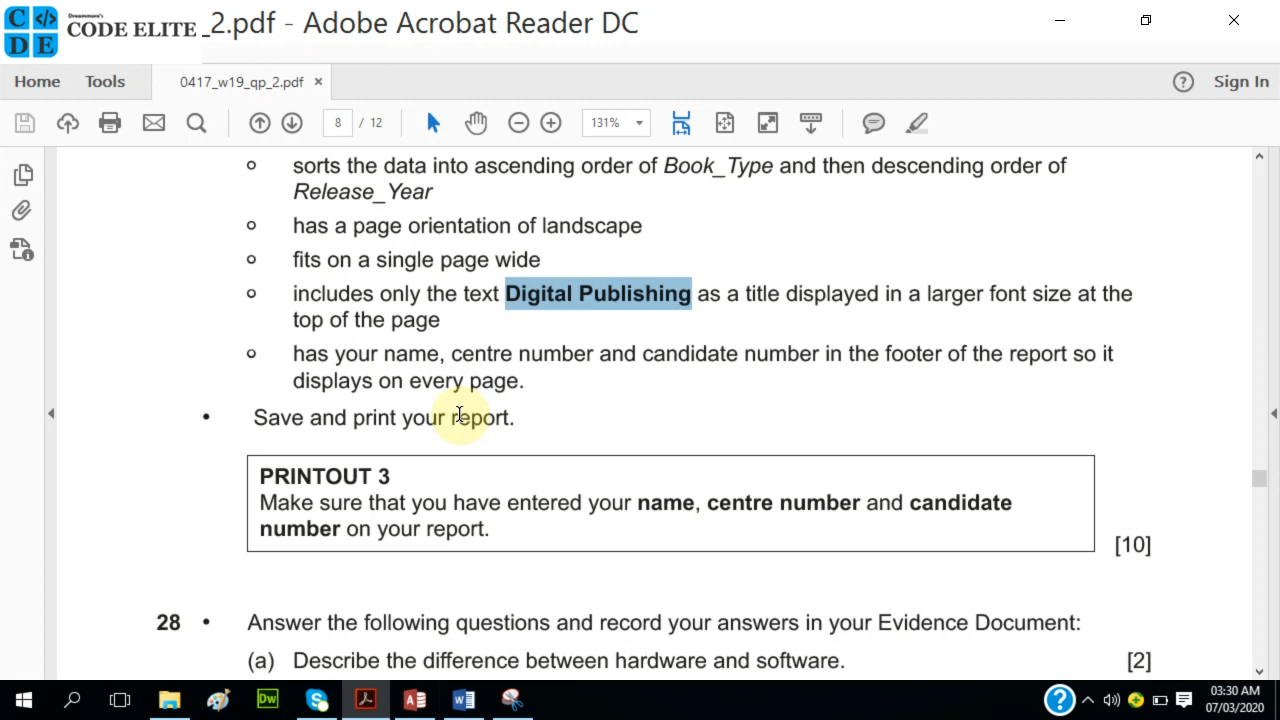 Dreammore's
CODE ELITE
C </>
D E
_2.pdf - Adobe Acrobat Reader DC
Home Tools 0417_w19_qp_2.pdf × Sign In
8 / 12 131%
o sorts the data into ascending order of Book_Type and then descending order of
Release_Year
o has a page orientation of landscape
o fits on a single page wide
o includes only the text Digital Publishing as a title displayed in a larger font size at the
top of the page
o has your name, centre number and candidate number in the footer of the report so it
displays on every page.
• Save and print your report.
PRINTOUT 3
Make sure that you have entered your name, centre number and candidate
number on your report.
[10]
28 • Answer the following questions and record your answers in your Evidence Document:
(a) Describe the difference between hardware and software. [2]
Dw
03:30 AM
07/03/2020